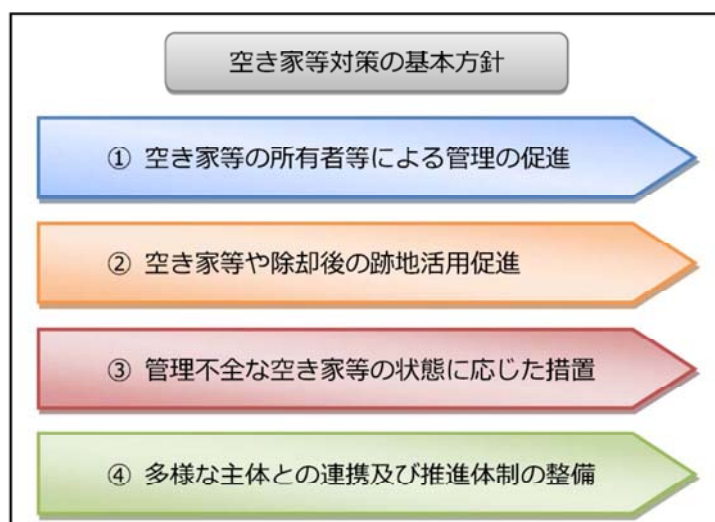 空き家等対策の基本方針
① 空き家等の所有者等による管理の促進
② 空き家等や除却後の跡地活用促進
③ 管理不全な空き家等の状態に応じた措置
④ 多様な主体との連携及び推進体制の整備